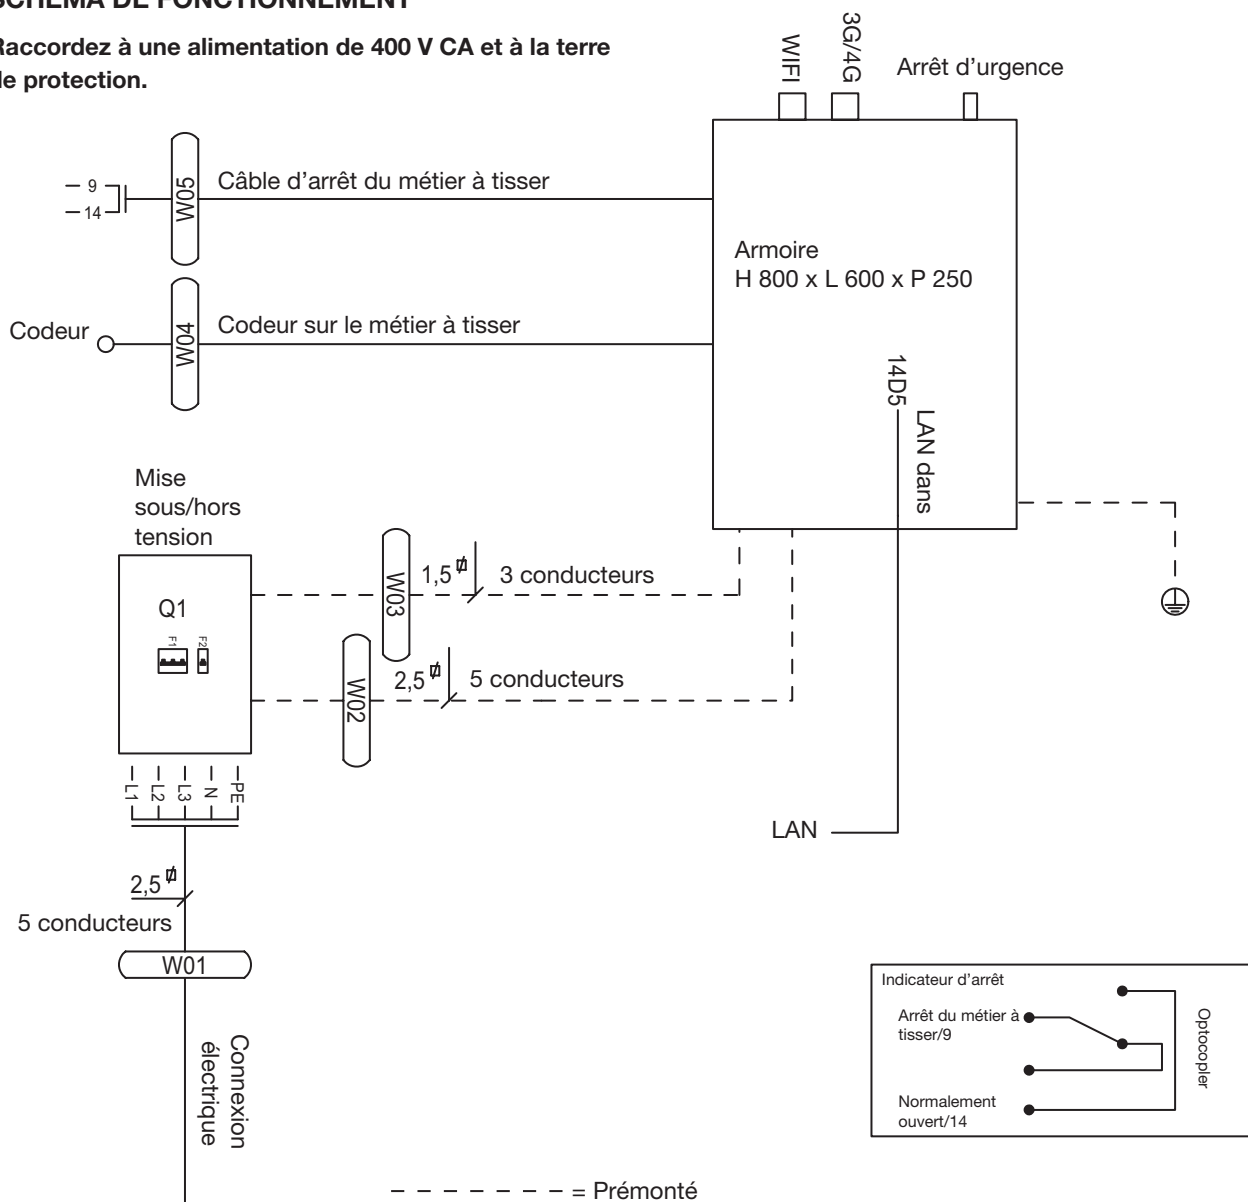 SCHÉMA DE FONCTIONNEMENT
Raccordez à une alimentation de 400 V CA et à la terre
de protection.
WIFI
3G/4G
Arrêt d'urgence
9
14
W05
Câble d'arrêt du métier à tisser
Armoire
H 800 x L 600 x P 250
Codeur
W04
Codeur sur le métier à tisser
14D5
LAN dans
Mise
sous/hors
tension
Q1
F1
F2
W03
1,5
3 conducteurs
W02
2,5
5 conducteurs
L1
L2
L3
N
PE
LAN
2,5
5 conducteurs
W01
Connexion
électrique
Indicateur d'arrêt
Arrêt du métier à
tisser/9
Normalement
ouvert/14
Optocopler
= Prémonté